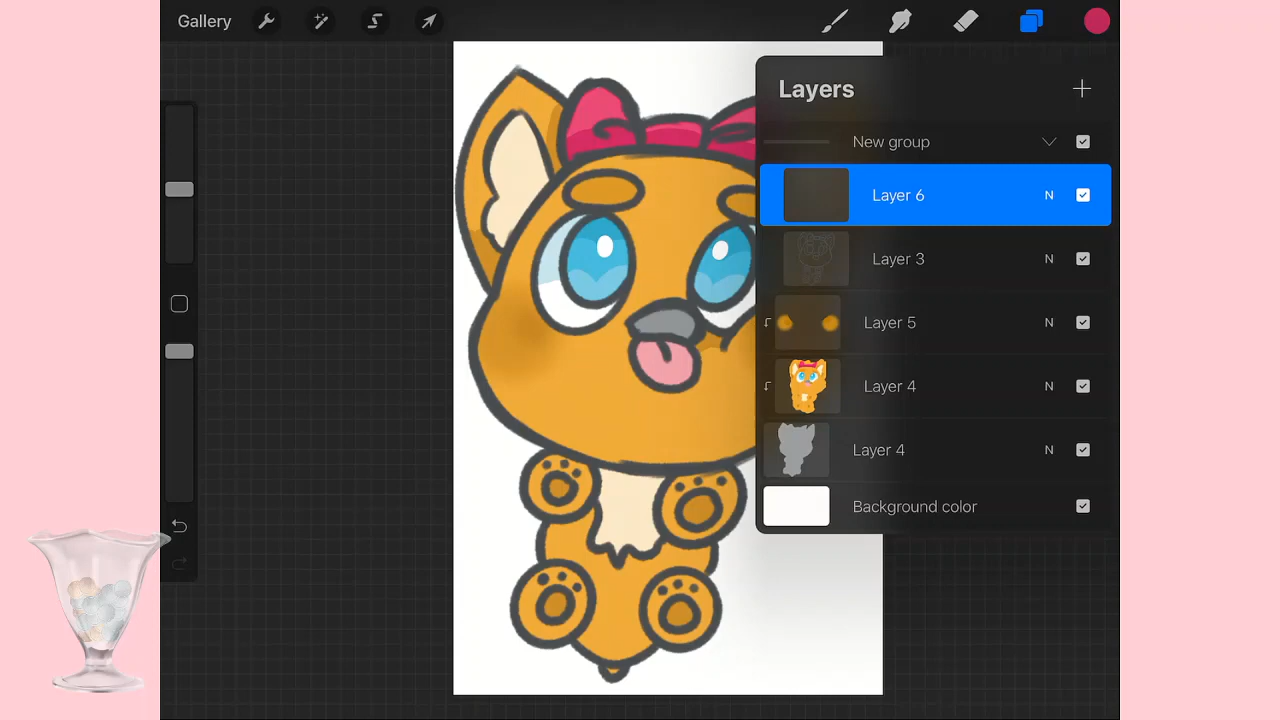 Gallery
Layers
New group
Layer 6 N
Layer 3 N
Layer 5 N
Layer 4 N
Layer 4 N
Background color